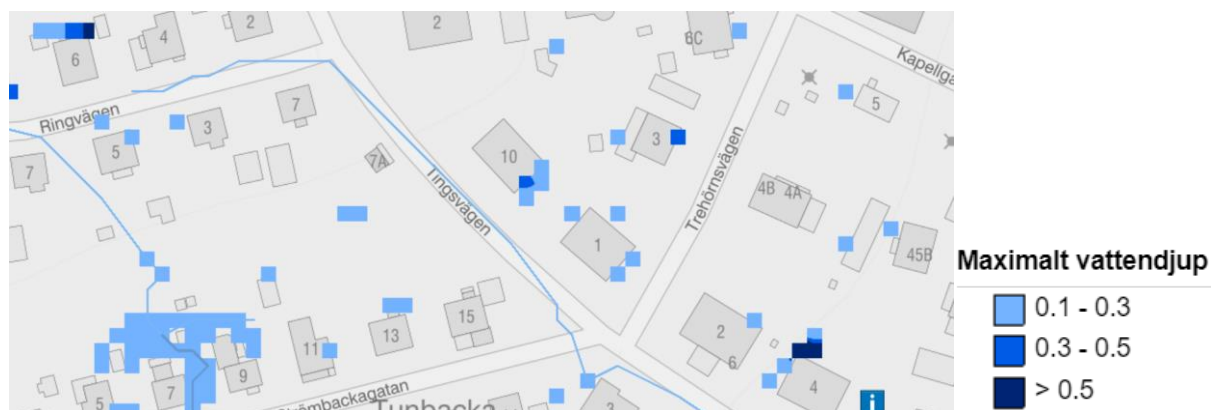 2
4
2
6C
6
Kapellga
Ringvägen
7
5
3
3
5
10
7A
7
Tingsvägen
Trehörnsvägen
4B
4A
1
45B
Maximalt vattendjup
0.1 - 0.3
15
13
2
11
0.3 - 0.5
6
9
7
4
5
> 0.5
Tunbacka
3
i